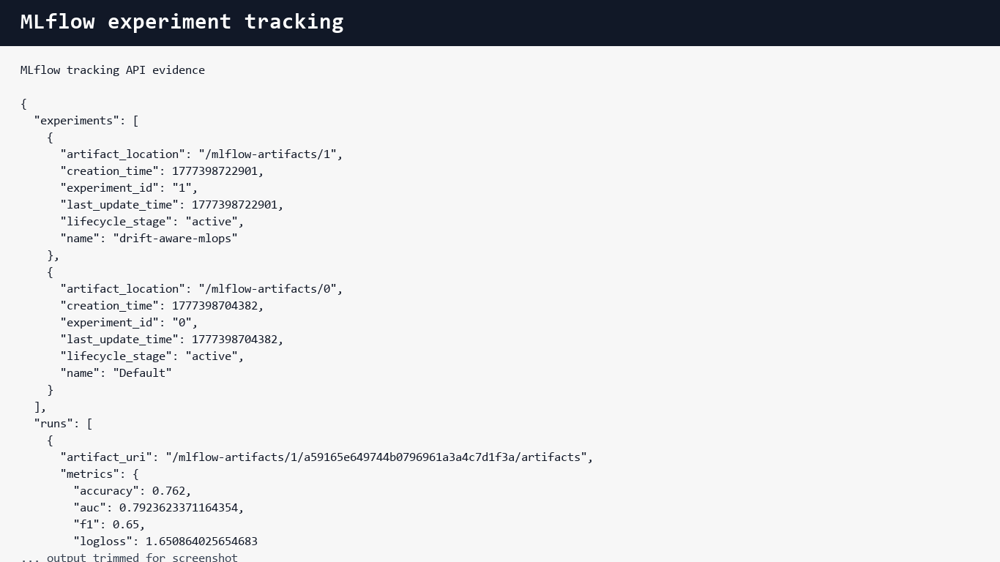 MLflow experiment tracking
MLflow tracking API evidence
{
  "experiments": [
    {
      "artifact_location": "/mlflow-artifacts/1",
      "creation_time": 1777398722901,
      "experiment_id": "1",
      "last_update_time": 1777398722901,
      "lifecycle_stage": "active",
      "name": "drift-aware-mlops"
    },
    {
      "artifact_location": "/mlflow-artifacts/0",
      "creation_time": 1777398704382,
      "experiment_id": "0",
      "last_update_time": 1777398704382,
      "lifecycle_stage": "active",
      "name": "Default"
    }
  ],
  "runs": [
    {
      "artifact_uri": "/mlflow-artifacts/1/a59165e649744b0796961a3a4c7d1f3a/artifacts",
      "metrics": {
        "accuracy": 0.762,
        "auc": 0.7923623371164354,
        "f1": 0.65,
        "logloss": 1.650864025654683
... output trimmed for screenshot